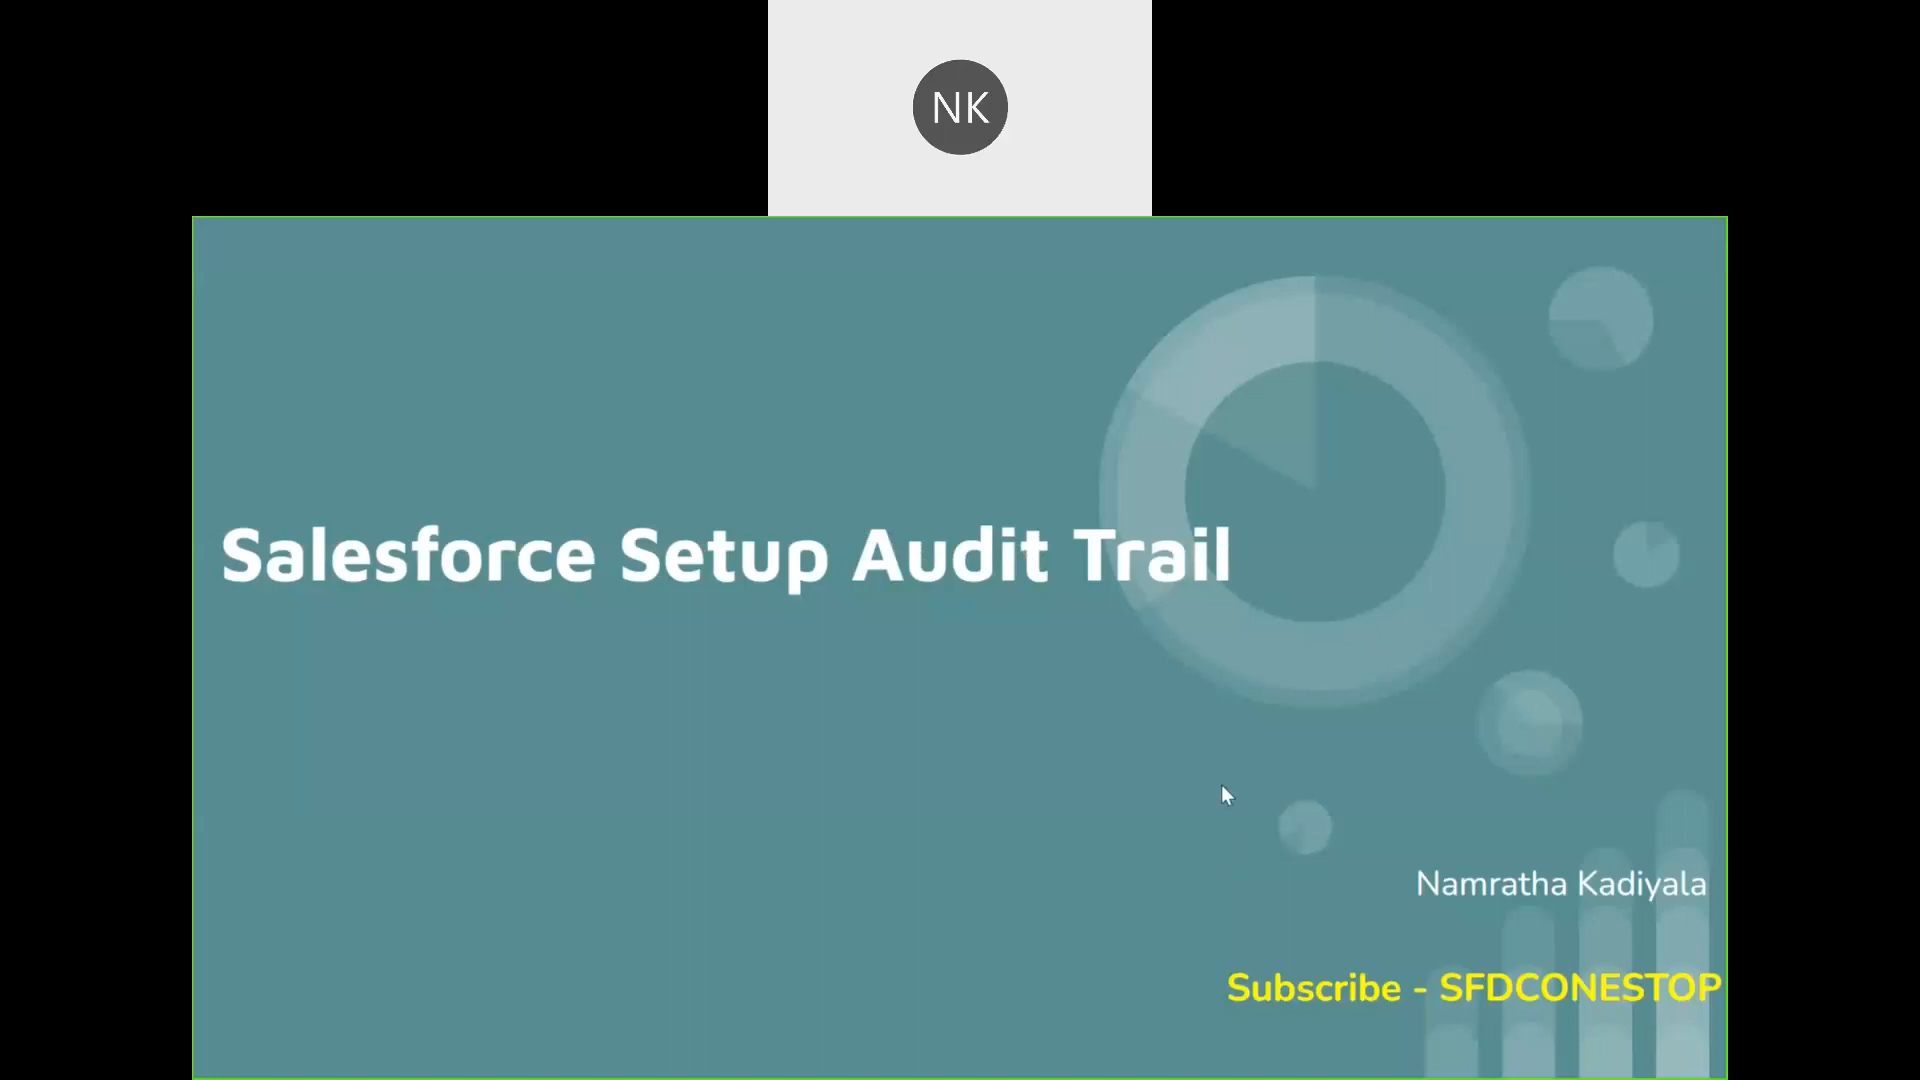 NK
Salesforce Setup Audit Trail
Namratha Kadiyala
Subscribe - SFDCONESTOP